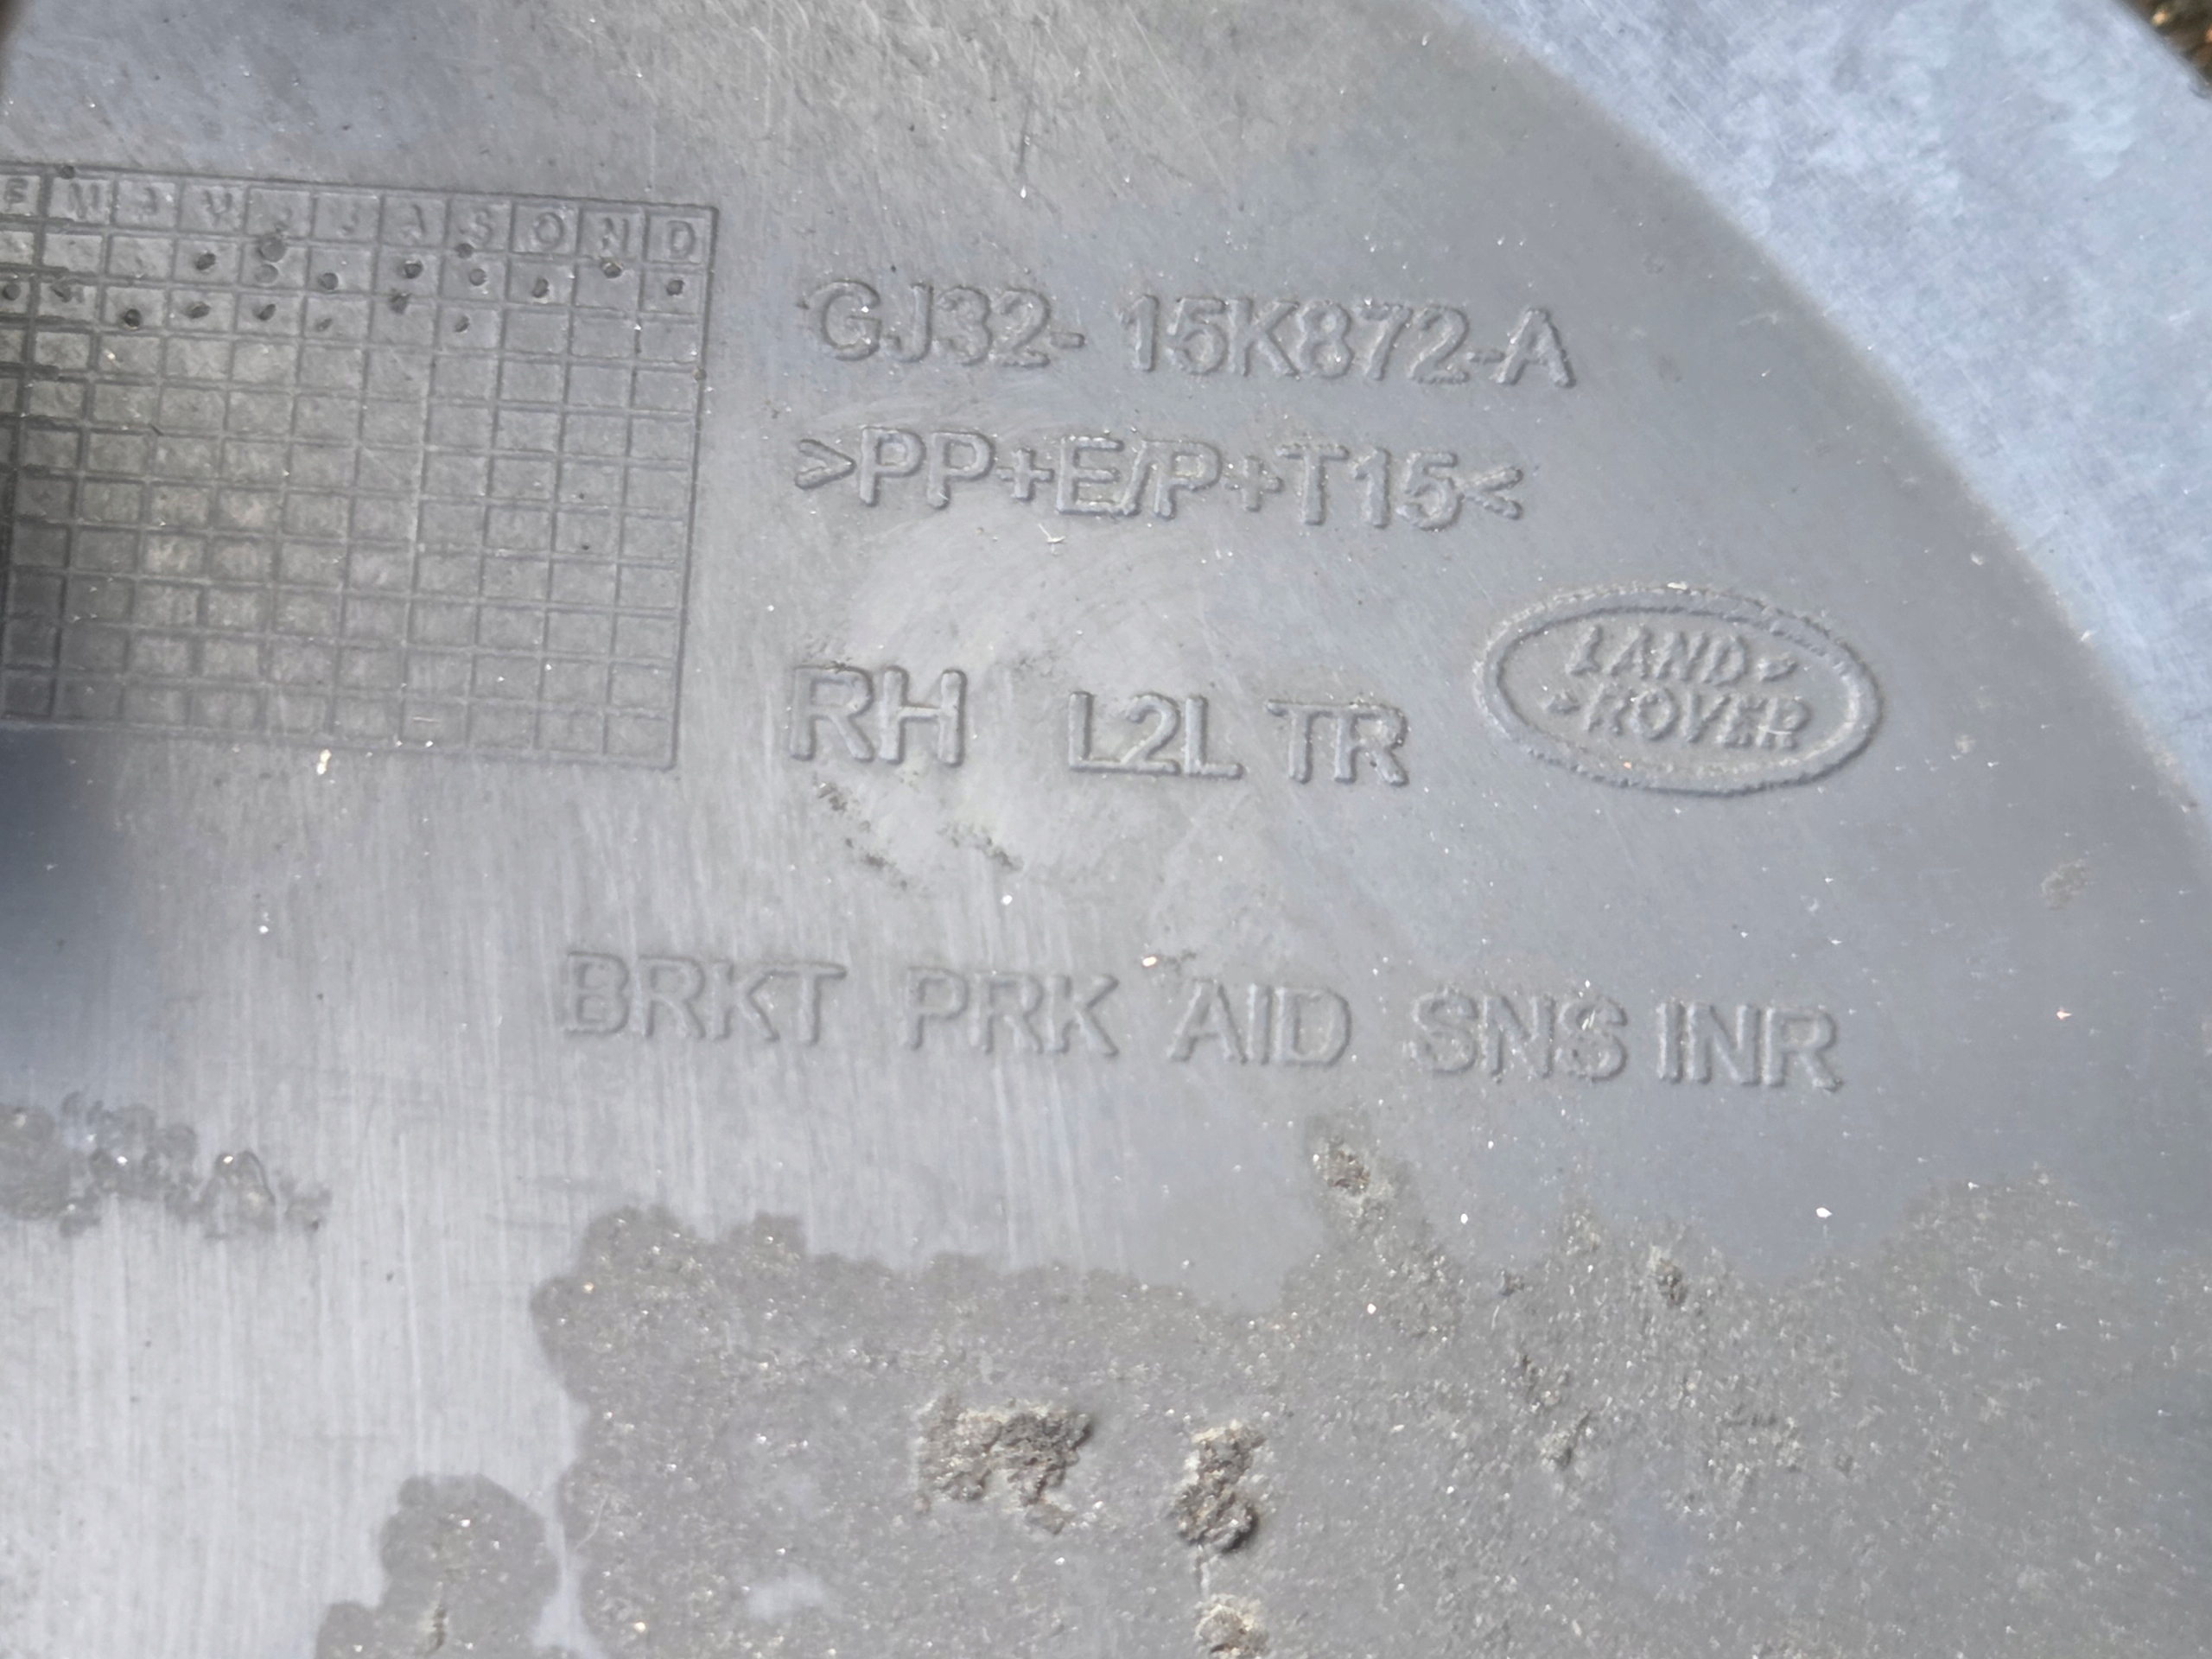 F M A M J J A S O N D
GJ32- 15K872-A
>PP+E/P+T15<
RH L2L TR
LAND
ROVER
BRKT PRK AID SNS INR